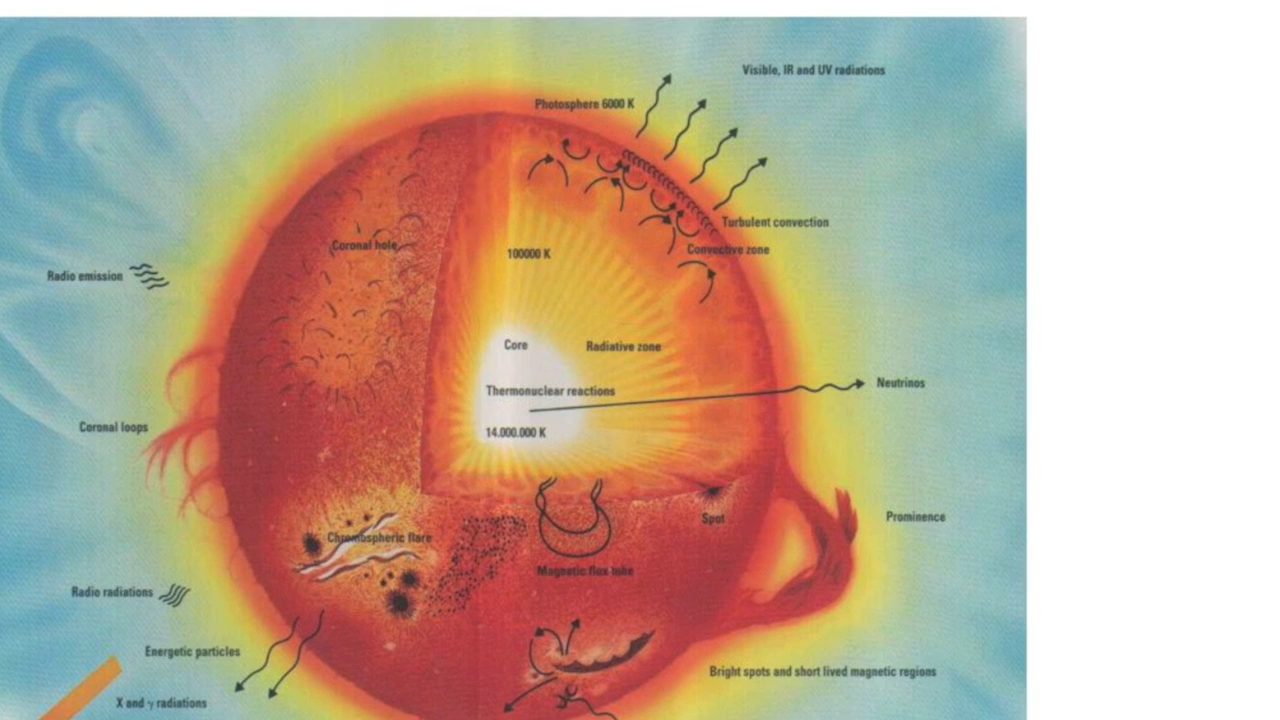 Visible, IR and UV radiations
Photosphere 6000 K
Turbulent convection
Coronal hole
Convective zone
100000 K
Radio emission
Core
Radiative zone
Thermonuclear reactions
Neutrinos
Coronal loops
14.000.000 K
Prominence
Spot
Chromospheric flare
Magnetic flux tube
Radio radiations
Energetic particles
Bright spots and short lived magnetic regions
X and γ radiations